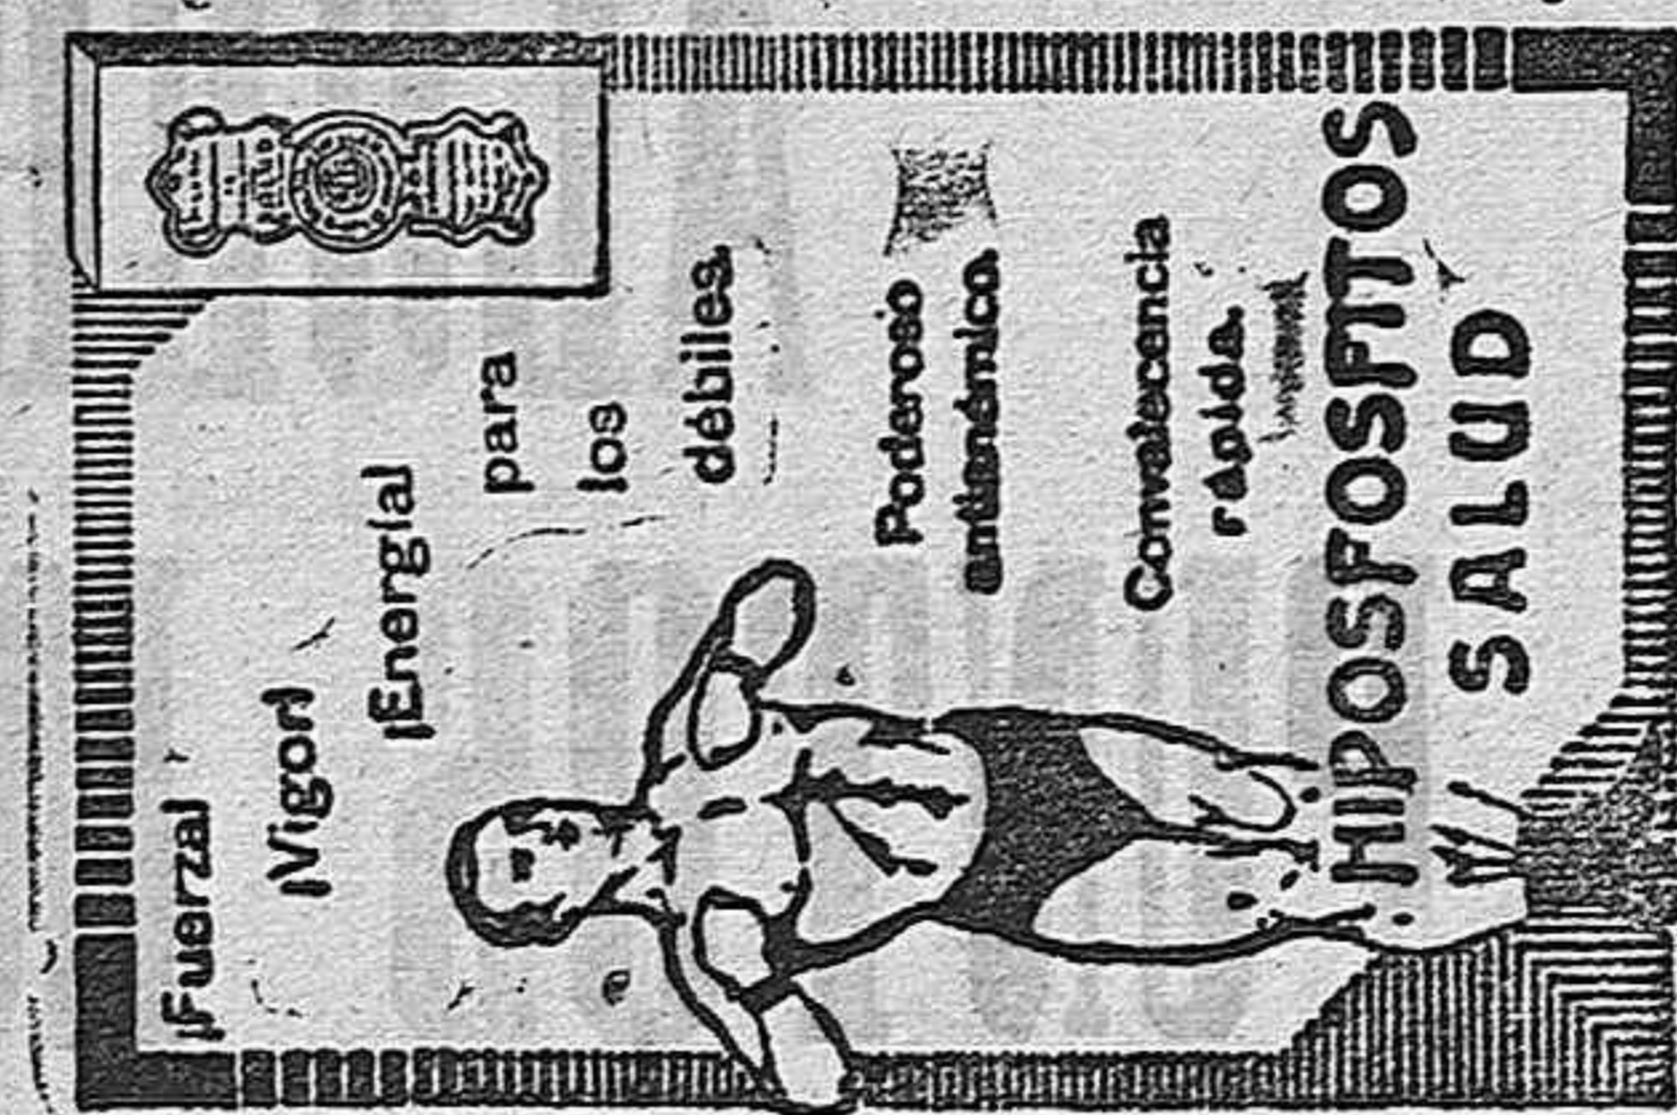 ¡Fuerza!
¡Vigor!
¡Energía!
para
los
débiles.
Poderoso
antianémico.
Convalecencia
rápida.
HIPOSFOSFITOS
SALUD